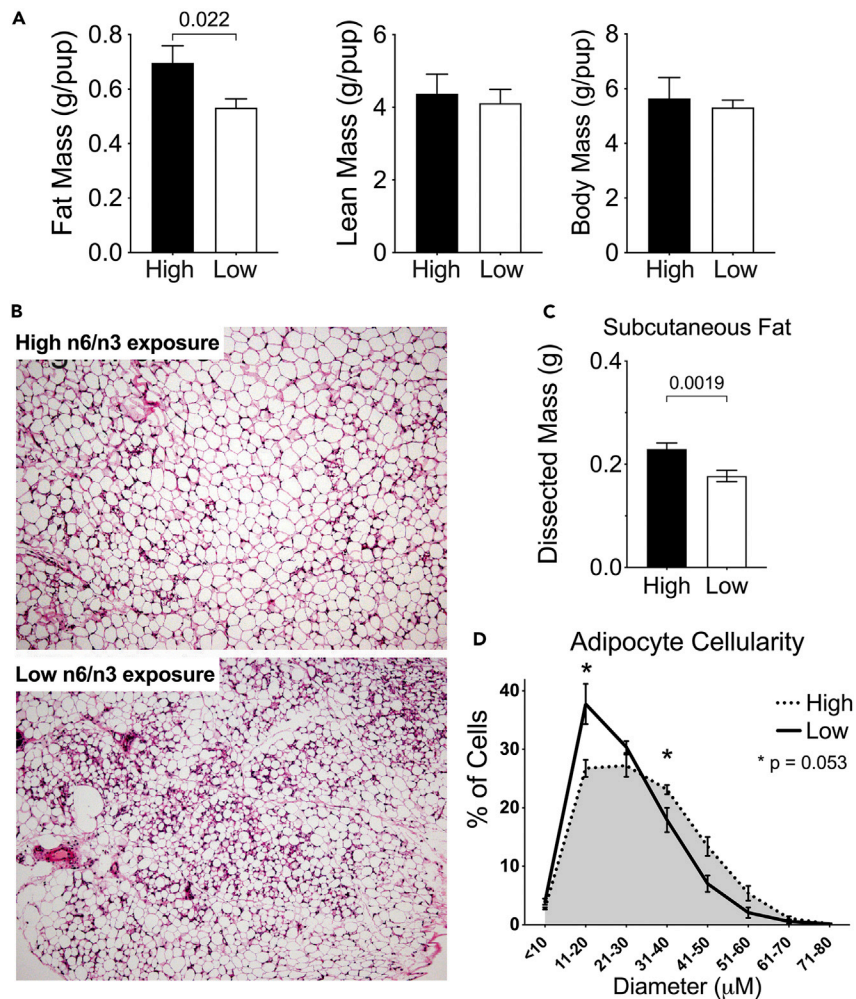 A
0.022
Fat Mass (g/pup)
0.8
0.6
0.4
0.2
0.0
High Low
Lean Mass (g/pup)
6
4
2
0
High Low
Body Mass (g/pup)
8
6
4
2
0
High Low
B
High n6/n3 exposure
Low n6/n3 exposure
C
Subcutaneous Fat
Dissected Mass (g)
0.4
0.2
0.0
0.0019
High Low
D
Adipocyte Cellularity
% of Cells
40
30
20
10
0
*
*
High
Low
* p = 0.053
<10 11-20 21-30 31-40 41-50 51-60 61-70 71-80
Diameter (μM)